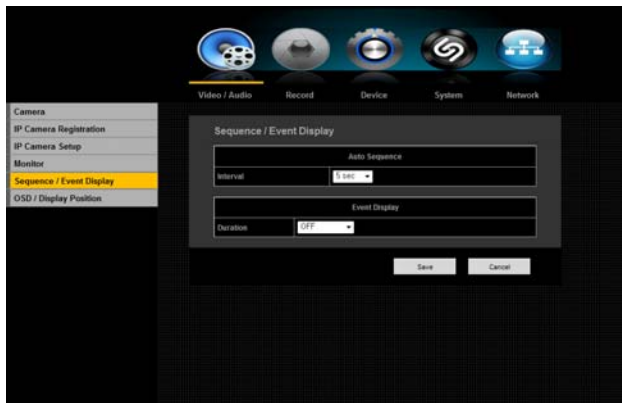 Video / Audio Record Device System Network
Camera
IP Camera Registration
IP Camera Setup
Monitor
Sequence / Event Display
OSD / Display Position
Sequence / Event Display
Auto Sequence
Interval 5 sec
Event Display
Duration OFF
Save Cancel